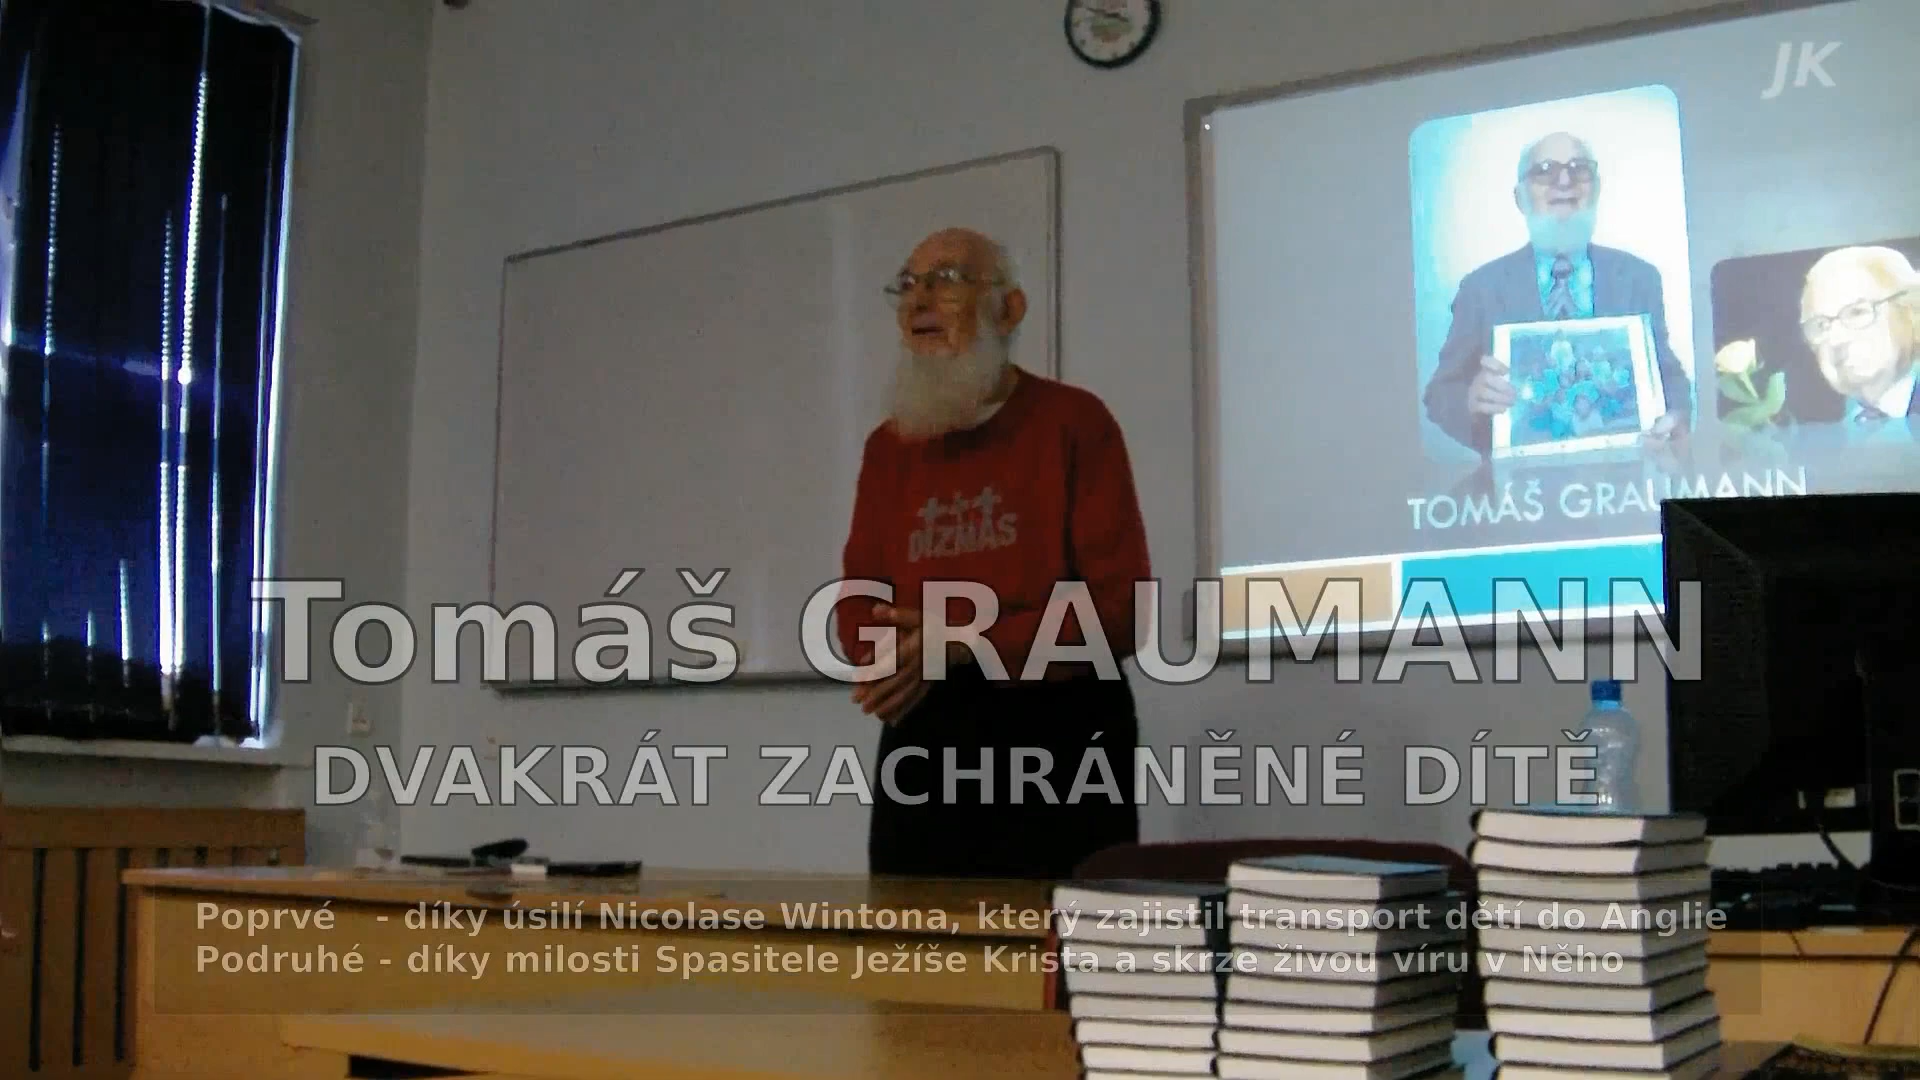 JK
TOMÁŠ GRAUMANN
DIZMAS
Tomáš GRAUMANN
DVAKRÁT ZACHRÁNĚNÉ DÍTĚ
Poprvé - díky úsilí Nicolase Wintona, který zajistil transport dětí do Anglie
Podruhé - díky milosti Spasitele Ježíše Krista a skrze živou víru v Něho